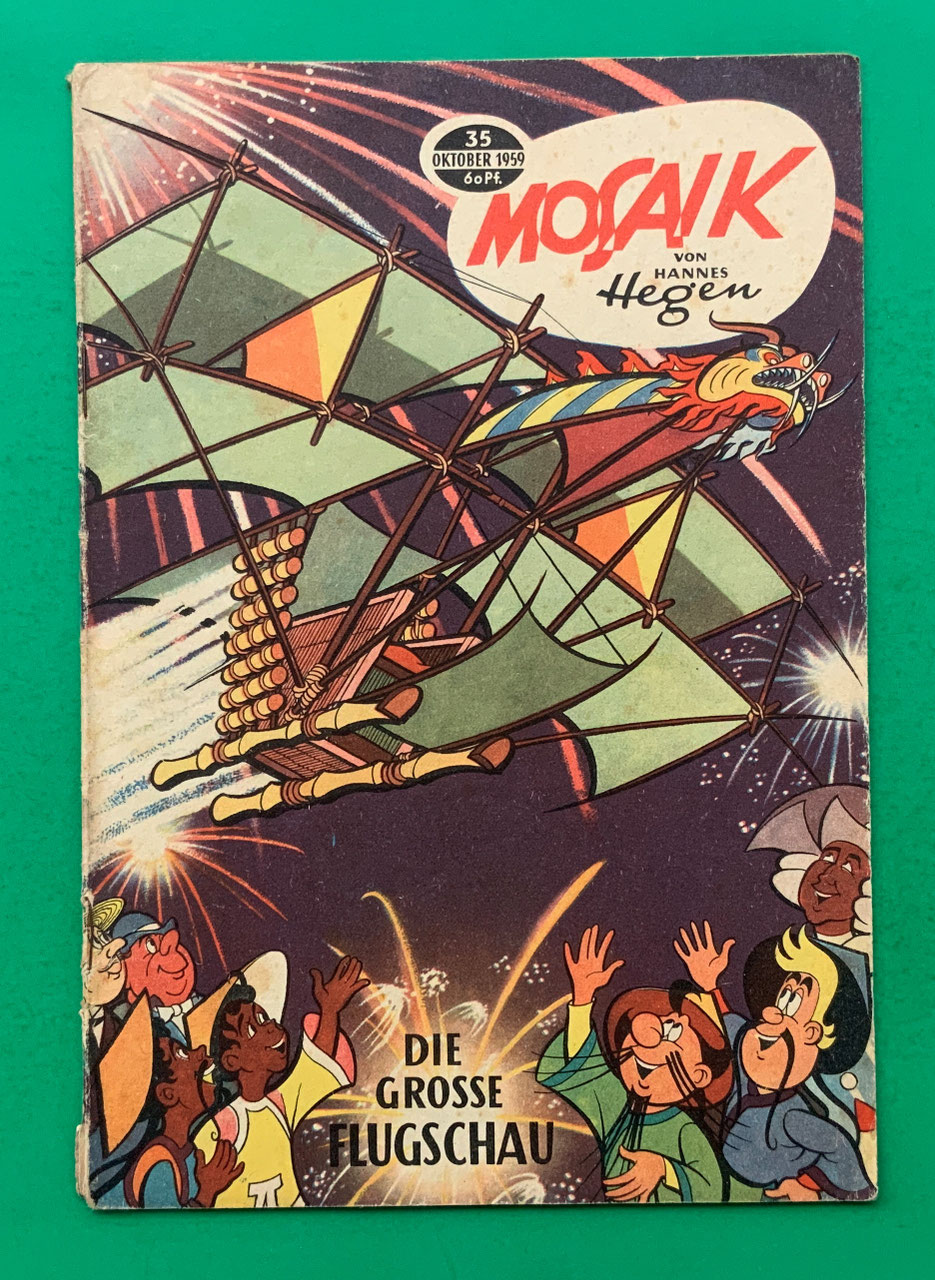 35
OKTOBER 1959
60 Pf.
MOSAIK
VON
HANNES
Hegen
DIE
GROSSE
FLUGSCHAU